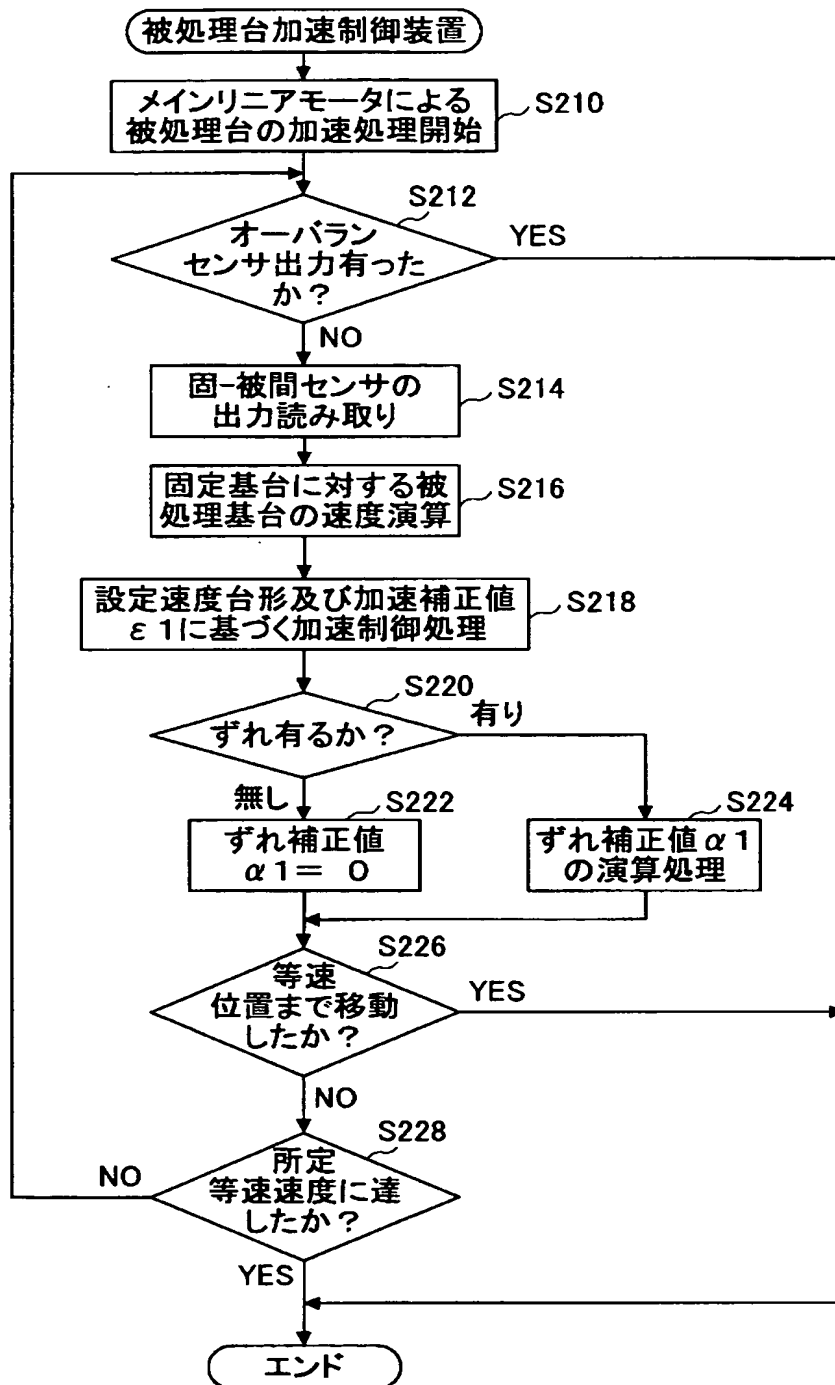 被処理台加速制御装置
メインリニアモータによる
被処理台の加速処理開始
S210
S212
オーバラン
センサ出力有った
か？
YES
NO
固-被間センサの
出力読み取り
S214
固定基台に対する被
処理基台の速度演算
S216
設定速度台形及び加速補正値
ε1に基づく加速制御処理
S218
S220
ずれ有るか？
有り
無し
S222
ずれ補正値
α1＝ 0
S224
ずれ補正値α1
の演算処理
S226
等速
位置まで移動
したか？
YES
NO
S228
所定
等速速度に達
したか？
NO
YES
エンド